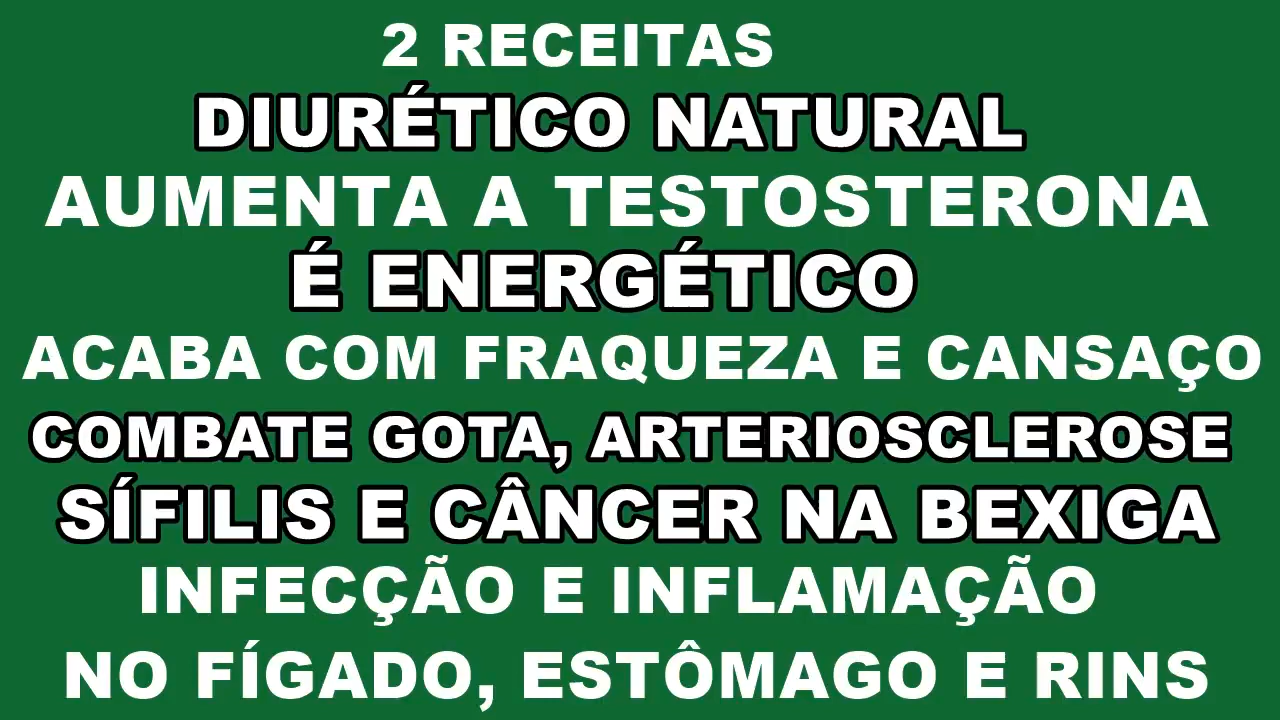 2 RECEITAS
DIURÉTICO NATURAL
AUMENTA A TESTOSTERONA
É ENERGÉTICO
ACABA COM FRAQUEZA E CANSAÇO
COMBATE GOTA, ARTERIOSCLEROSE
SÍFILIS E CÂNCER NA BEXIGA
INFECÇÃO E INFLAMAÇÃO
NO FÍGADO, ESTÔMAGO E RINS